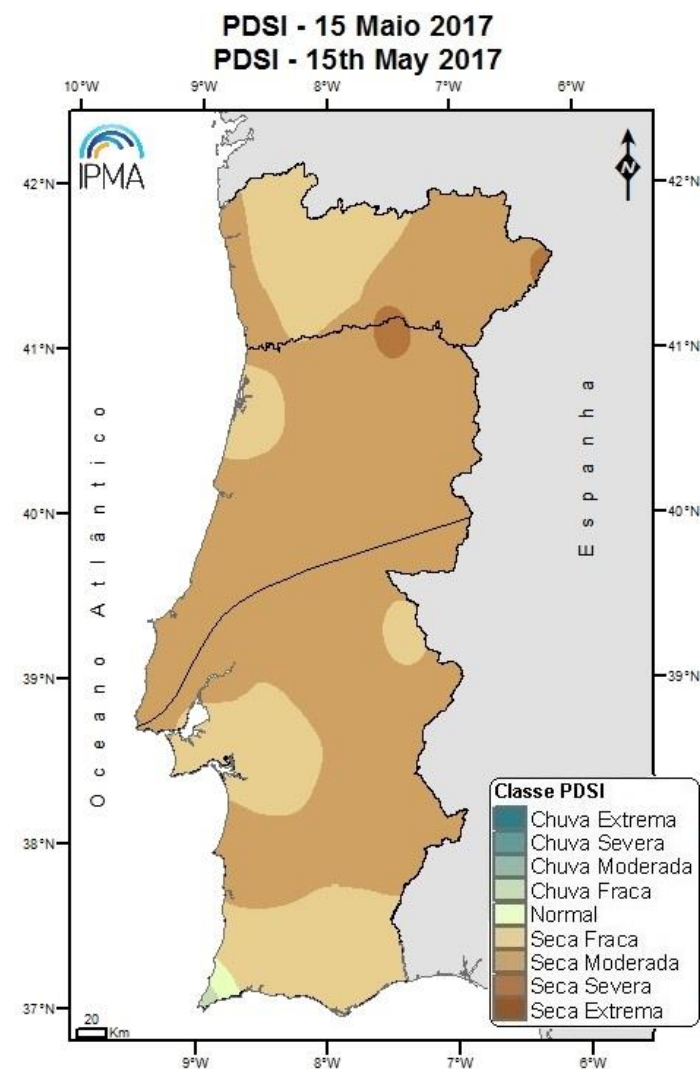 PDSI - 15 Maio 2017
PDSI - 15th May 2017
10°W 9°W 8°W 7°W 6°W
IPMA
N
42°N 42°N
41°N 41°N
40°N 40°N
39°N 39°N
38°N
37°N
Oceano Atlântico
Espanha
Classe PDSI
Chuva Extrema
Chuva Severa
Chuva Moderada
Chuva Fraca
Normal
Seca Fraca
Seca Moderada
Seca Severa
Seca Extrema
20
Km
9°W 8°W 7°W 6°W